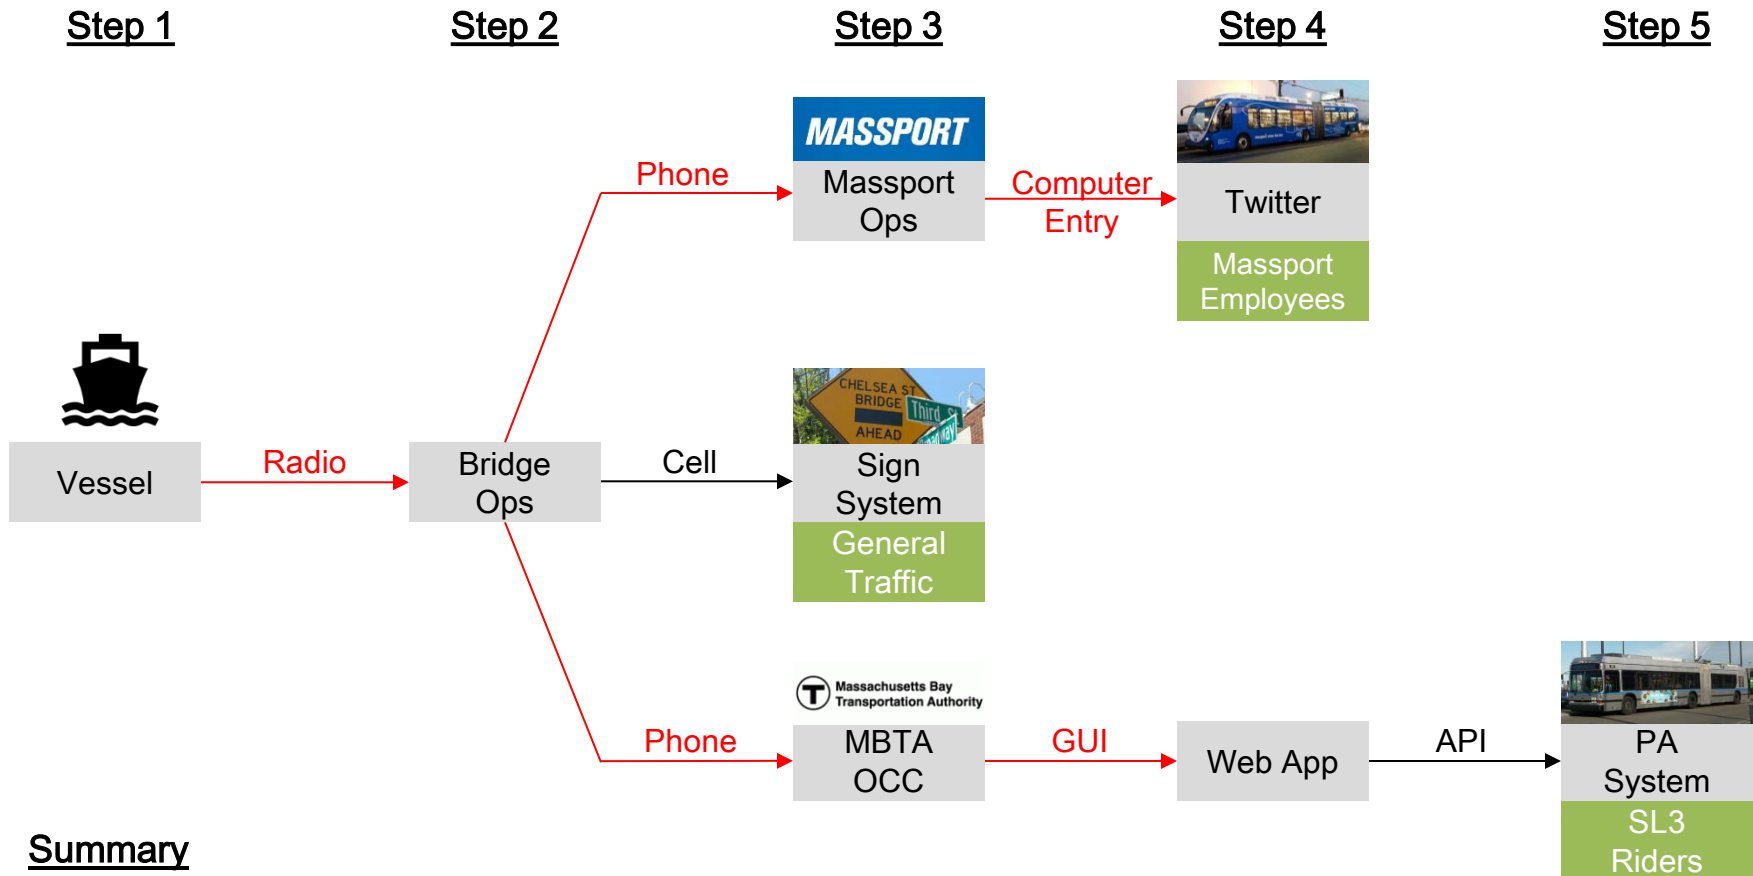 Step 1
Step 2
Step 3
Step 4
Step 5
MASSPORT
Phone
Massport
Ops
Computer
Entry
Twitter
Massport
Employees
CHELSEA ST
BRIDGE
AHEAD
Third St
Vessel
Radio
Bridge
Ops
Cell
Sign
System
General
Traffic
T
Massachusetts Bay
Transportation Authority
Phone
MBTA
OCC
GUI
Web App
API
PA
System
SL3
Riders
Summary